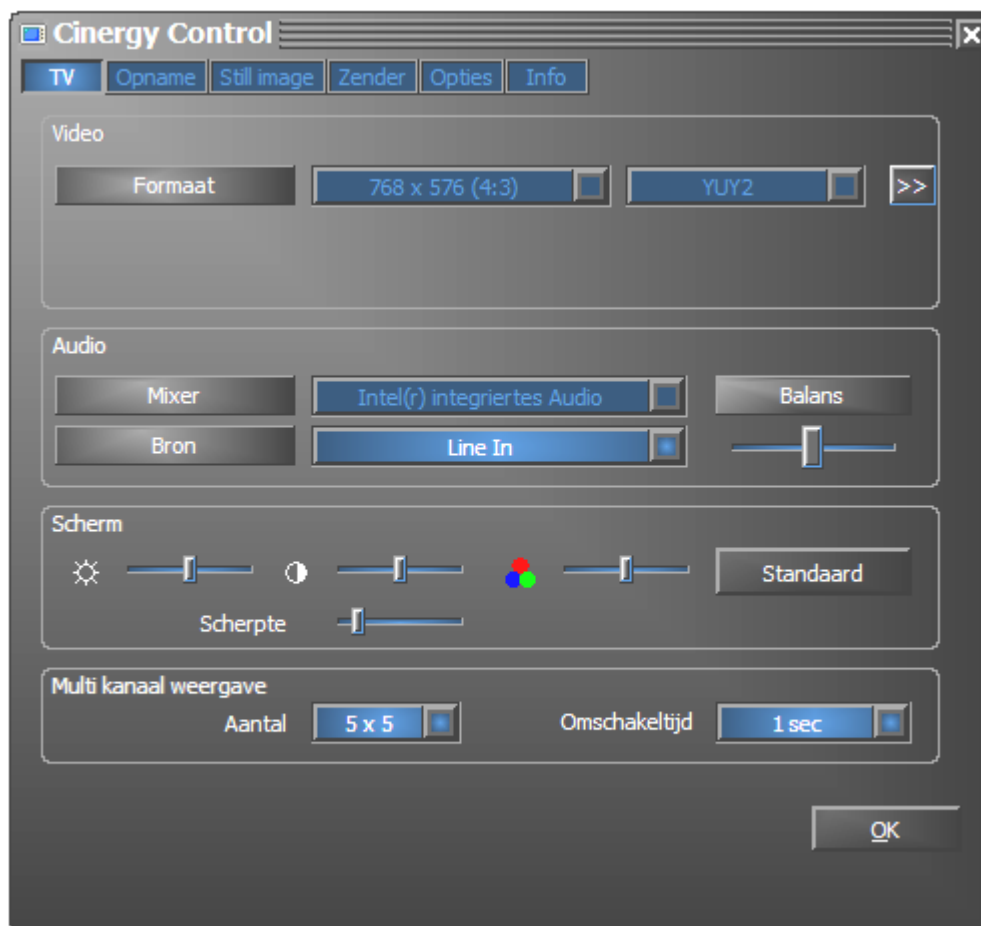 Cinergy Control
TV Opname Still image Zender Opties Info
Video
Formaat 768 x 576 (4:3) YUY2 >>
Audio
Mixer Intel(r) integriertes Audio Balans
Bron Line In
Scherm
Standaard
Scherpte
Multi kanaal weergave
Aantal 5 x 5 Omschakeltijd 1 sec
OK